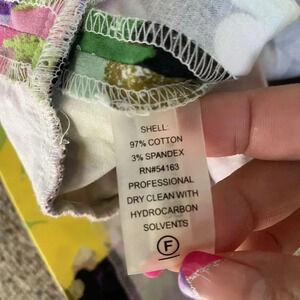 SHELL:
97% COTTON
3% SPANDEX
RN#54163
PROFESSIONAL
DRY CLEAN WITH
HYDROCARBON
SOLVENTS
F